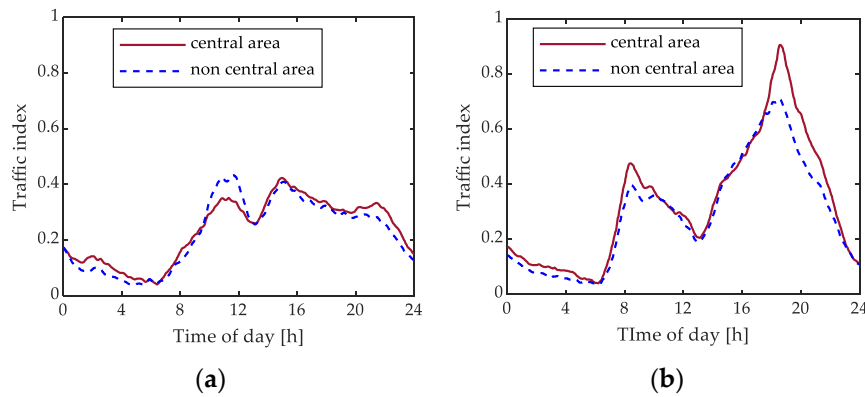 central area
non central area
Traffic index
1
0.8
0.6
0.4
0.2
0
0 4 8 12 16 20 24
Time of day [h]
(a)
central area
non central area
Traffic index
1
0.8
0.6
0.4
0.2
0
0 4 8 12 16 20 24
TIme of day [h]
(b)